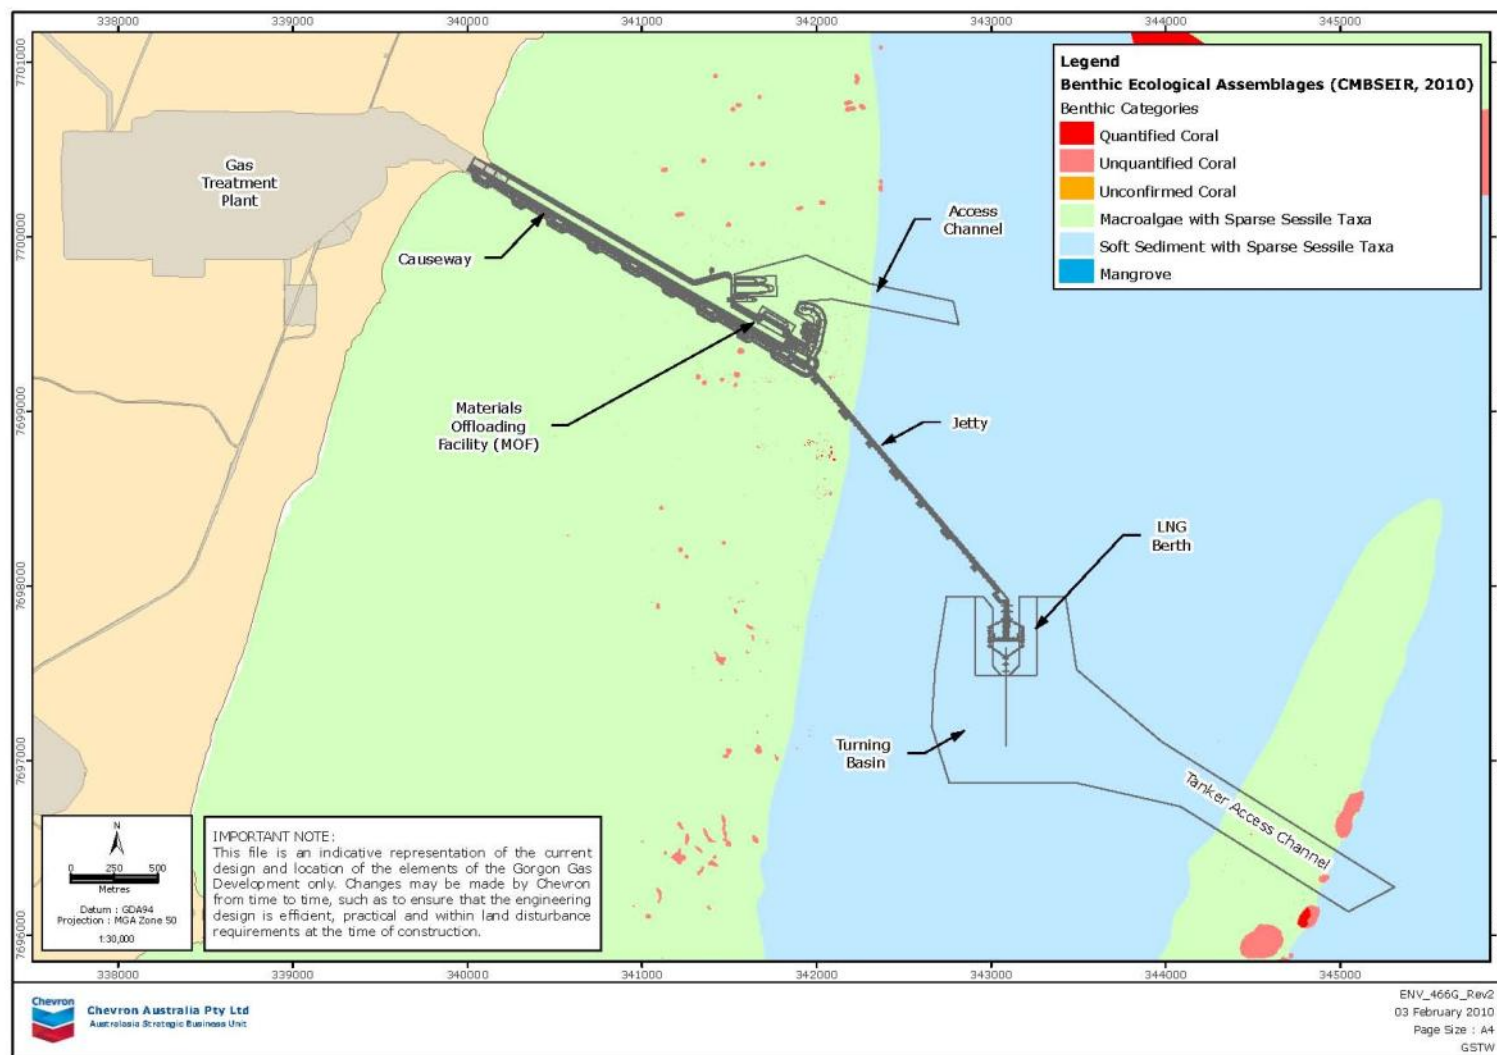 338000
339000
340000
341000
342000
343000
344000
345000
7701000
7700000
7699000
7698000
7697000
7696000
Legend
Benthic Ecological Assemblages (CMBSEIR, 2010)
Benthic Categories
Quantified Coral
Unquantified Coral
Unconfirmed Coral
Macroalgae with Sparse Sessile Taxa
Soft Sediment with Sparse Sessile Taxa
Mangrove
Gas
Treatment
Plant
Causeway
Access
Channel
Materials
Offloading
Facility (MOF)
Jetty
LNG
Berth
Turning
Basin
Tanker Access Channel
N
0 250 500
Metres
Datum : GDA94
Projection : MGA Zone 50
1:30,000
IMPORTANT NOTE:
This file is an indicative representation of the current
design and location of the elements of the Gorgon Gas
Development only. Changes may be made by Chevron
from time to time, such as to ensure that the engineering
design is efficient, practical and within land disturbance
requirements at the time of construction.
7701000
7700000
7699000
7698000
7697000
7696000
338000
339000
340000
341000
342000
343000
344000
345000
Chevron
Chevron Australia Pty Ltd
Australasia Strategic Business Unit
ENV_466G_Rev2
03 February 2010
Page Size : A4
GSTW